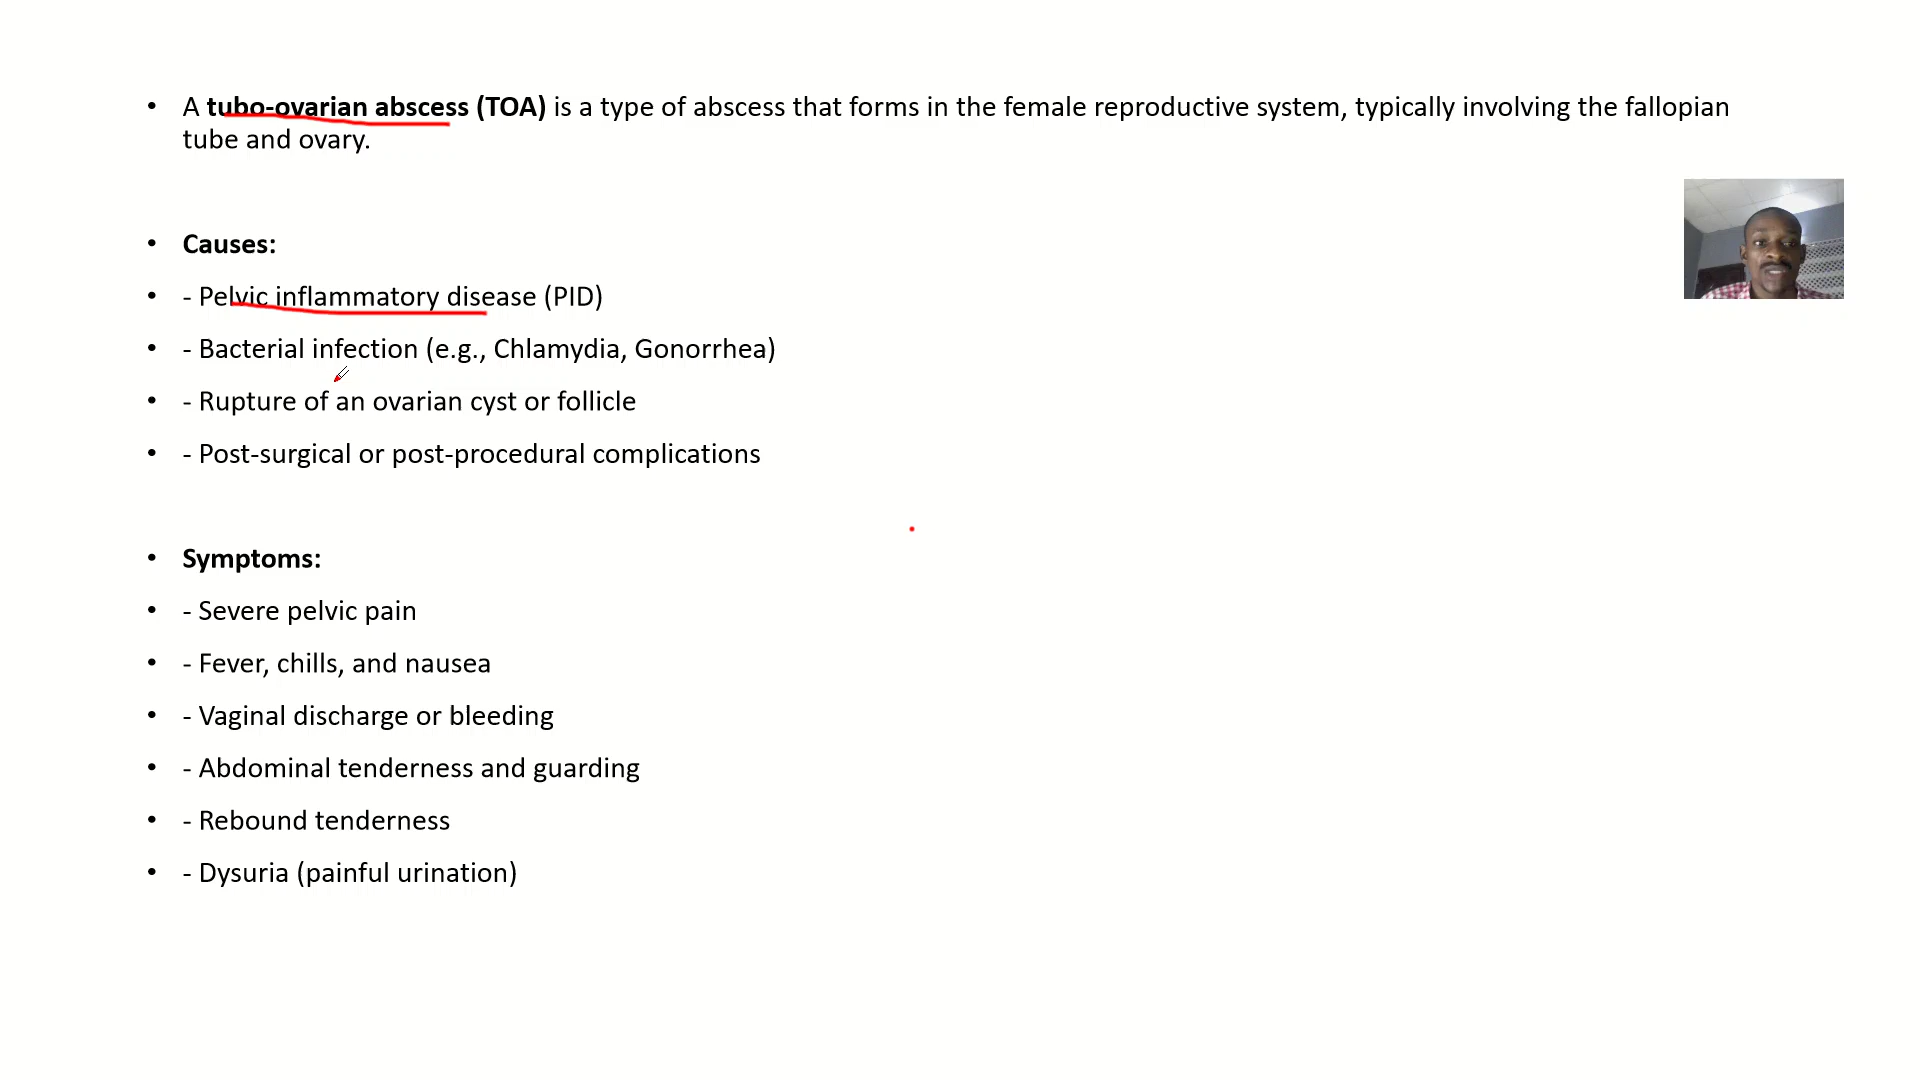 • A tubo-ovarian abscess (TOA) is a type of abscess that forms in the female reproductive system, typically involving the fallopian
tube and ovary.
• Causes:
• - Pelvic inflammatory disease (PID)
• - Bacterial infection (e.g., Chlamydia, Gonorrhea)
• - Rupture of an ovarian cyst or follicle
• - Post-surgical or post-procedural complications
• Symptoms:
• - Severe pelvic pain
• - Fever, chills, and nausea
• - Vaginal discharge or bleeding
• - Abdominal tenderness and guarding
• - Rebound tenderness
• - Dysuria (painful urination)